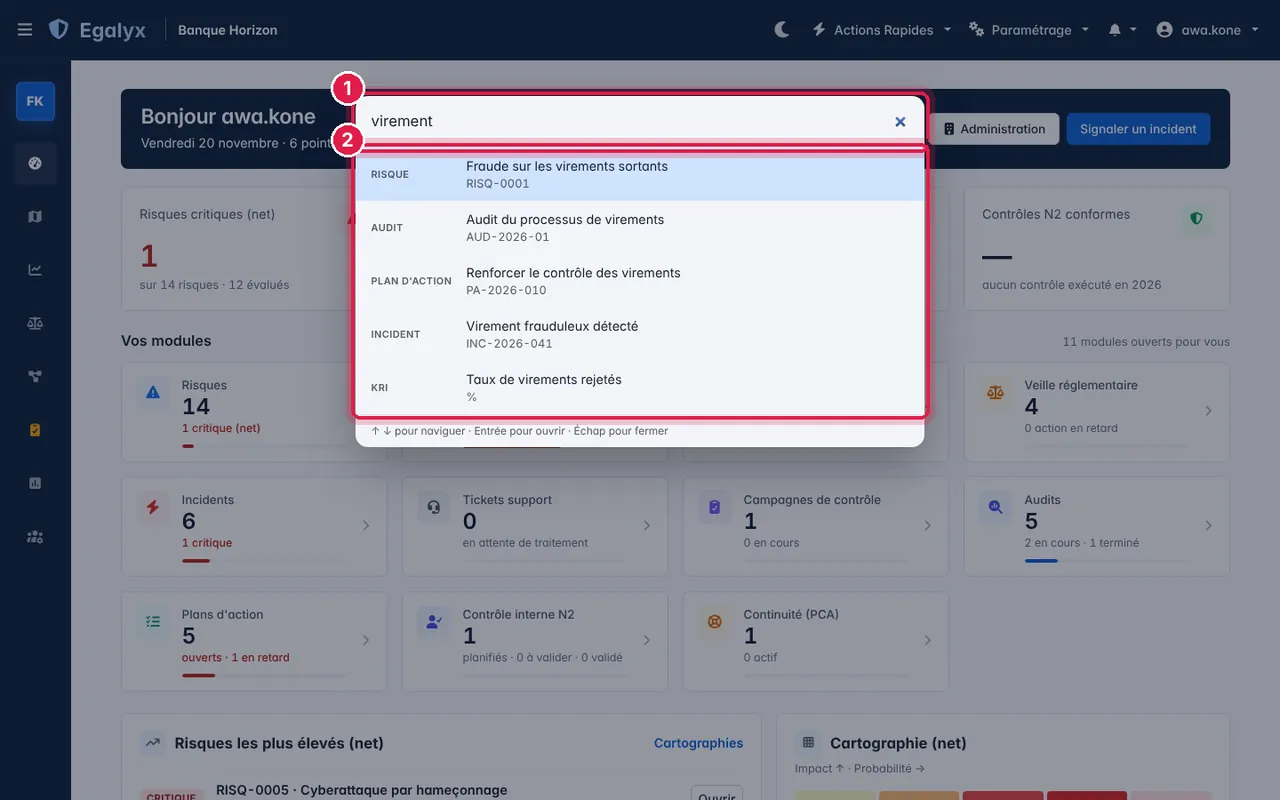 Egalyx
Banque Horizon
Actions Rapides
Paramétrage
awa.kone
FK
Bonjour awa.kone
Vendredi 20 novembre · 6 point
Administration
Signaler un incident
1
virement
2
RISQUE
Fraude sur les virements sortants
RISQ-0001
AUDIT
Audit du processus de virements
AUD-2026-01
PLAN D'ACTION
Renforcer le contrôle des virements
PA-2026-010
INCIDENT
Virement frauduleux détecté
INC-2026-041
KRI
Taux de virements rejetés
%
↑ ↓ pour naviguer · Entrée pour ouvrir · Échap pour fermer
Risques critiques (net)
1
sur 14 risques · 12 évalués
Contrôles N2 conformes
—
aucun contrôle exécuté en 2026
Vos modules
11 modules ouverts pour vous
Risques
14
1 critique (net)
Veille réglementaire
4
0 action en retard
Incidents
6
1 critique
Tickets support
0
en attente de traitement
Campagnes de contrôle
1
0 en cours
Audits
5
2 en cours · 1 terminé
Plans d'action
5
ouverts · 1 en retard
Contrôle interne N2
1
planifiés · 0 à valider · 0 validé
Continuité (PCA)
1
0 actif
Risques les plus élevés (net)
Cartographies
CRITIQUE
RISQ-0005 · Cyberattaque par hameçonnage
Ouvrir
Cartographie (net)
Impact ↑ · Probabilité →